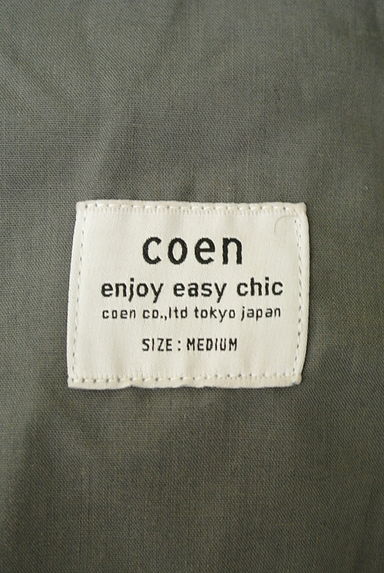 coen
enjoy easy chic
coen co.,ltd tokyo japan
SIZE : MEDIUM